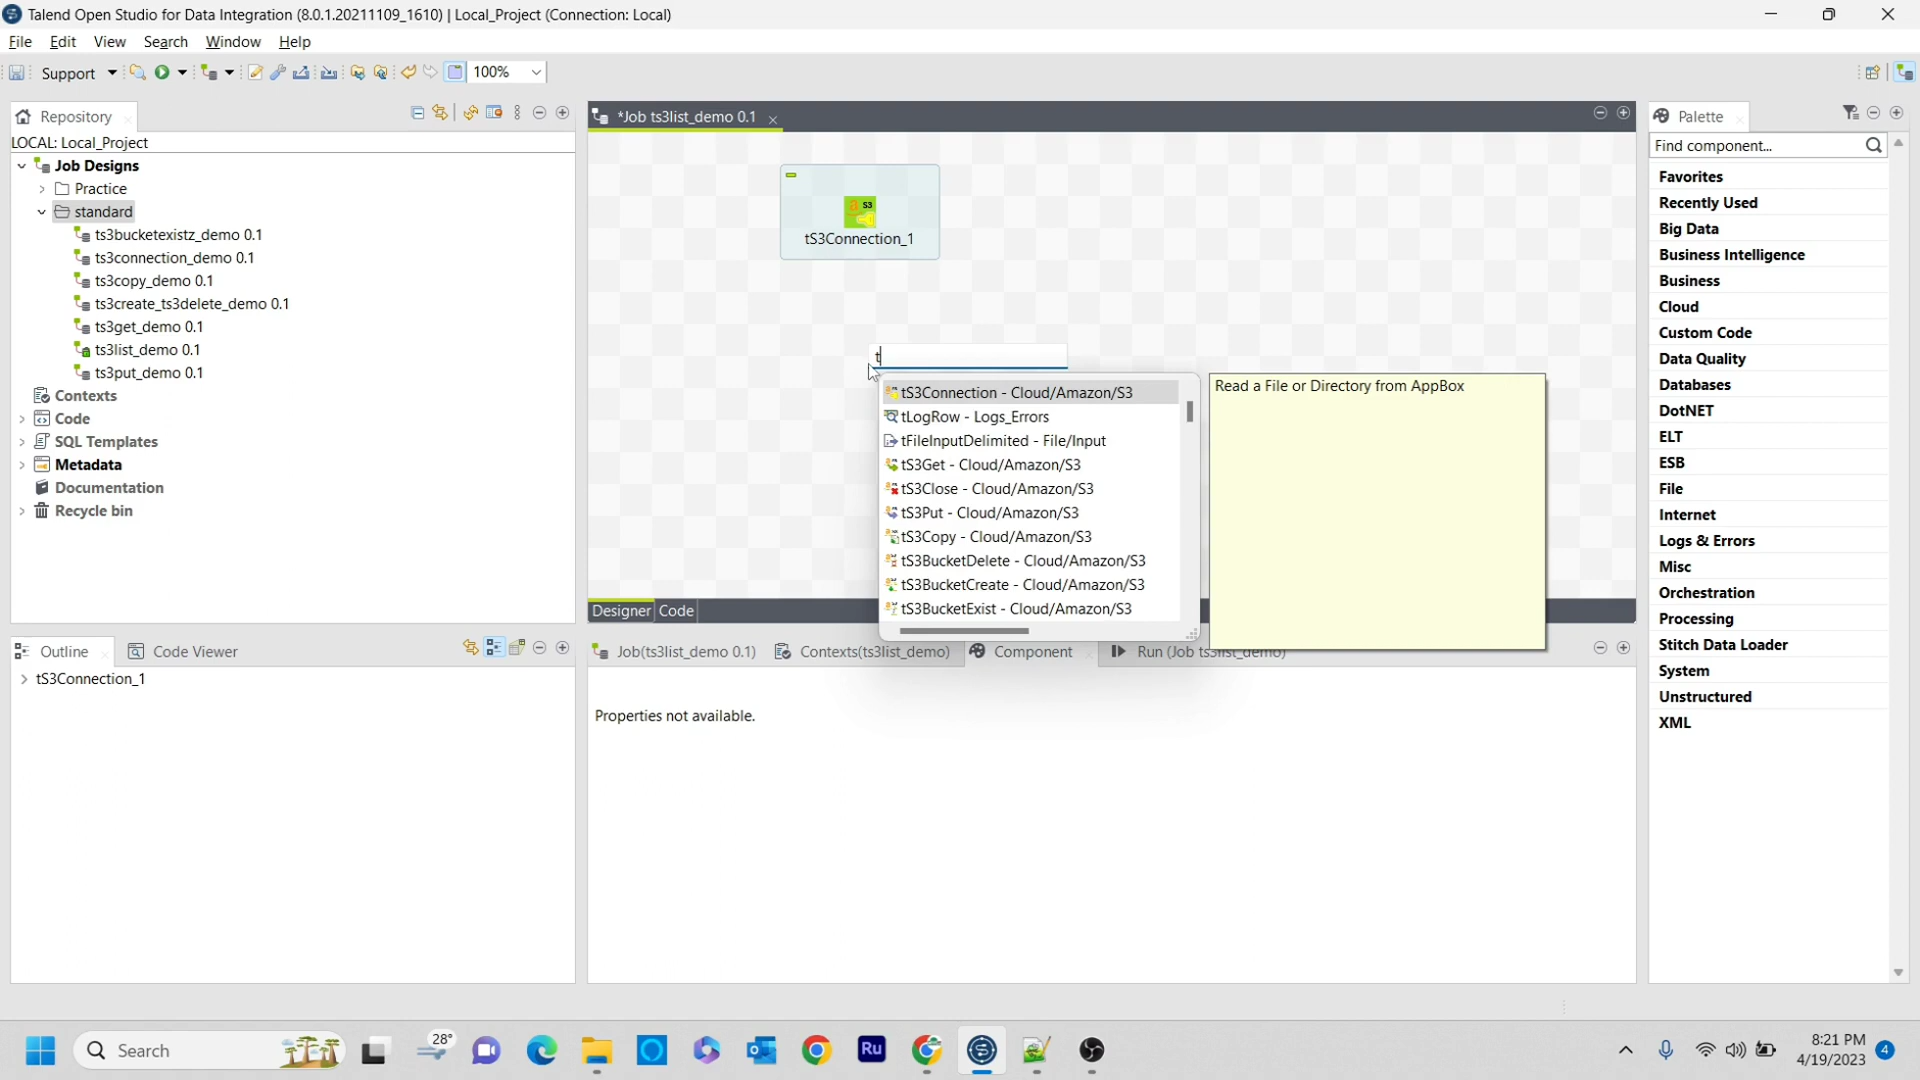 Talend Open Studio for Data Integration (8.0.1.20211109_1610) | Local_Project (Connection: Local)
File Edit View Search Window Help
Support 100%
Repository
LOCAL: Local_Project
Job Designs
Practice
standard
ts3bucketexistz_demo 0.1
ts3connection_demo 0.1
ts3copy_demo 0.1
ts3create_ts3delete_demo 0.1
ts3get_demo 0.1
ts3list_demo 0.1
ts3put_demo 0.1
Contexts
Code
SQL Templates
Metadata
Documentation
Recycle bin
*Job ts3list_demo 0.1
S3
tS3Connection_1
t
tS3Connection - Cloud/Amazon/S3
tLogRow - Logs_Errors
tFileInputDelimited - File/Input
tS3Get - Cloud/Amazon/S3
tS3Close - Cloud/Amazon/S3
tS3Put - Cloud/Amazon/S3
tS3Copy - Cloud/Amazon/S3
tS3BucketDelete - Cloud/Amazon/S3
tS3BucketCreate - Cloud/Amazon/S3
tS3BucketExist - Cloud/Amazon/S3
Read a File or Directory from AppBox
Designer Code
Palette
Find component...
Favorites
Recently Used
Big Data
Business Intelligence
Business
Cloud
Custom Code
Data Quality
Databases
DotNET
ELT
ESB
File
Internet
Logs & Errors
Misc
Orchestration
Processing
Stitch Data Loader
System
Unstructured
XML
Outline Code Viewer
tS3Connection_1
Job(ts3list_demo 0.1) Contexts(ts3list_demo) Component Run (Job ts3list_demo)
Properties not available.
Search 28° Ru 8:21 PM
4/19/2023 4